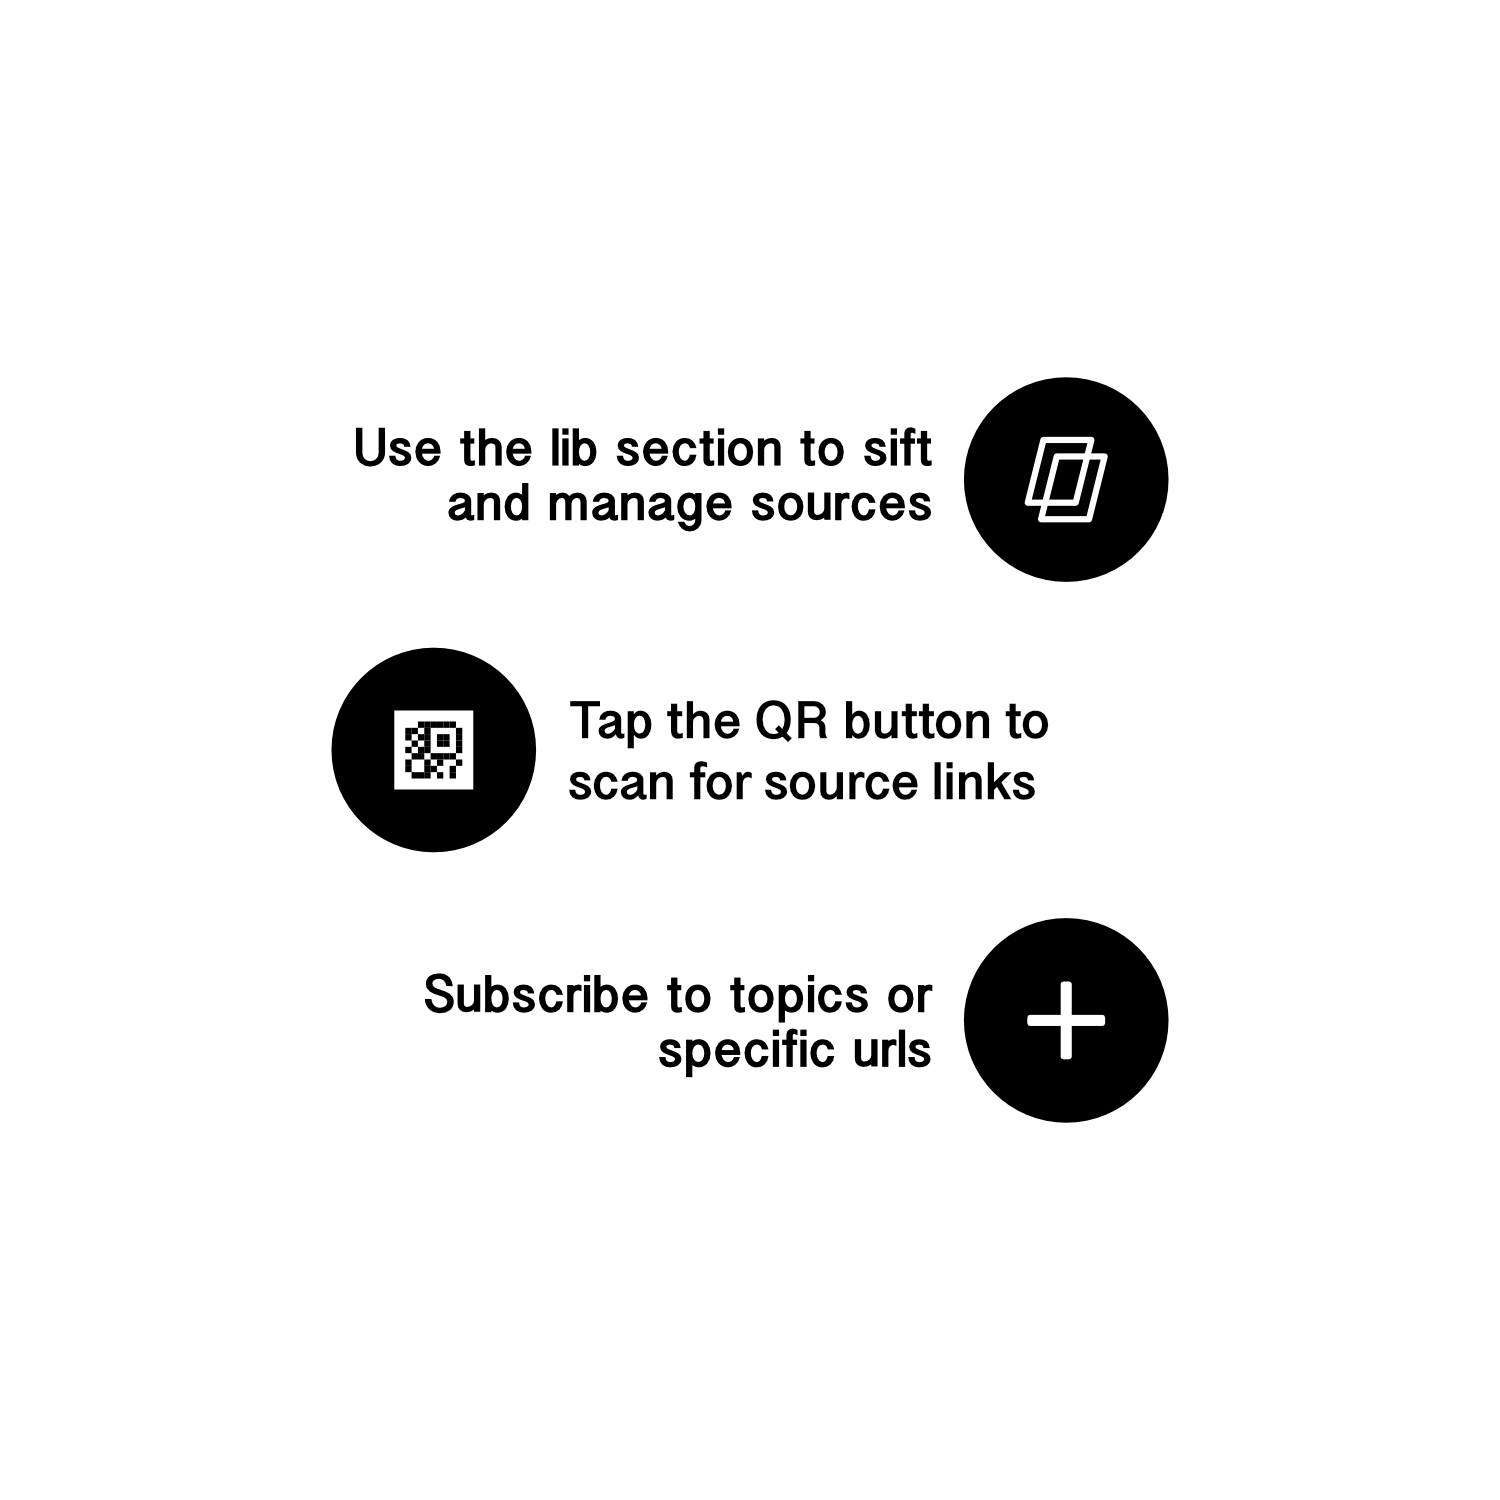 Use the lib section to sift
and manage sources
Tap the QR button to
scan for source links
Subscribe to topics or
specific urls